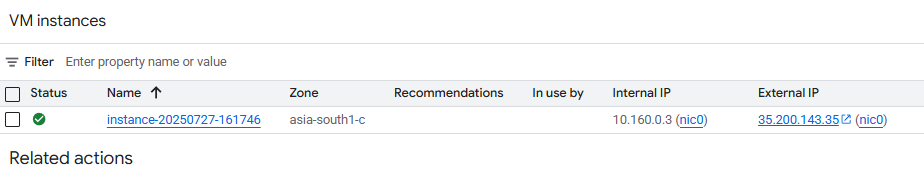 VM instances
Filter Enter property name or value
Status Name Zone Recommendations In use by Internal IP External IP
instance-20250727-161746 asia-south1-c 10.160.0.3 (nic0) 35.200.143.35 (nic0)
Related actions